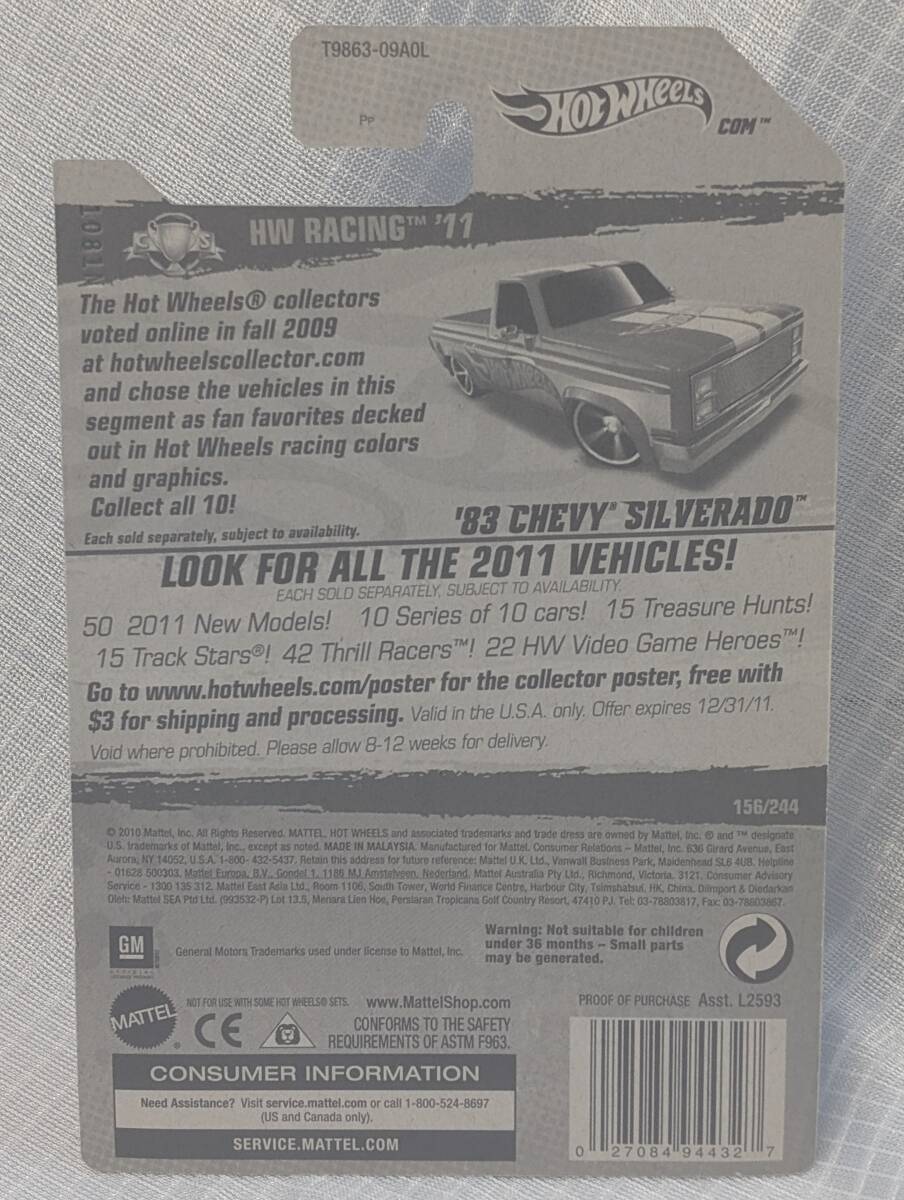 T9863-09A0L
Pp
HOT WHEELS
COM™
1081N
HW RACING™ '11
The Hot Wheels® collectors
voted online in fall 2009
at hotwheelscollector.com
and chose the vehicles in this
segment as fan favorites decked
out in Hot Wheels racing colors
and graphics.
Collect all 10!
Each sold separately, subject to availability.
'83 CHEVY® SILVERADO™
LOOK FOR ALL THE 2011 VEHICLES!
EACH SOLD SEPARATELY, SUBJECT TO AVAILABILITY.
50 2011 New Models! 10 Series of 10 cars! 15 Treasure Hunts!
15 Track Stars®! 42 Thrill Racers™! 22 HW Video Game Heroes™!
Go to www.hotwheels.com/poster for the collector poster, free with
$3 for shipping and processing. Valid in the U.S.A. only. Offer expires 12/31/11.
Void where prohibited. Please allow 8-12 weeks for delivery.
156/244
© 2010 Mattel, Inc. All Rights Reserved. MATTEL, HOT WHEELS and associated trademarks and trade dress are owned by Mattel, Inc. ® and ™ designate
U.S. trademarks of Mattel, Inc., except as noted. MADE IN MALAYSIA. Manufactured for Mattel. Consumer Relations – Mattel, Inc. 636 Girard Avenue, East
Aurora, NY 14052, U.S.A. 1-800- 432-5437. Retain this address for future reference: Mattel U.K. Ltd., Vanwall Business Park, Maidenhead SL6 4UB. Helpline
- 01628 500303. Mattel Europa, B.V., Gondel 1, 1186 MJ Amstelveen, Nederland. Mattel Australia Pty Ltd., Richmond, Victoria. 3121. Consumer Advisory
Service - 1300 135 312. Mattel East Asia Ltd., Room 1106, South Tower, World Finance Centre, Harbour City, Tsimshatsui, HK, China. Diimport & Diedarkan
Oleh: Mattel SEA Ptd Ltd. (993532-P) Lot 13.5, Menara Lien Hoe, Persiaran Tropicana Golf Country Resort, 47410 PJ. Tel: 03-78803817, Fax: 03-78803867.
GM
General Motors Trademarks used under license to Mattel, Inc.
Warning: Not suitable for children
under 36 months – Small parts
may be generated.
MATTEL
NOT FOR USE WITH SOME HOT WHEELS® SETS. www.MattelShop.com
CE
CONFORMS TO THE SAFETY
REQUIREMENTS OF ASTM F963.
PROOF OF PURCHASE Asst. L2593
CONSUMER INFORMATION
Need Assistance? Visit service.mattel.com or call 1-800-524-8697
(US and Canada only).
SERVICE.MATTEL.COM
0 27084 94432 7